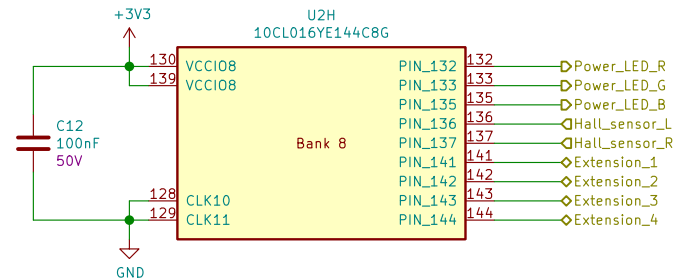 +3V3
U2H
10CL016YE144C8G
130 VCCIO8 PIN_132 132 Power_LED_R
139 VCCIO8 PIN_133 133 Power_LED_G
PIN_135 135 Power_LED_B
PIN_136 136 Hall_sensor_L
C12
100nF
50V
Bank 8
PIN_137 137 Hall_sensor_R
PIN_141 141 Extension_1
PIN_142 142 Extension_2
128 CLK10 PIN_143 143 Extension_3
129 CLK11 PIN_144 144 Extension_4
GND